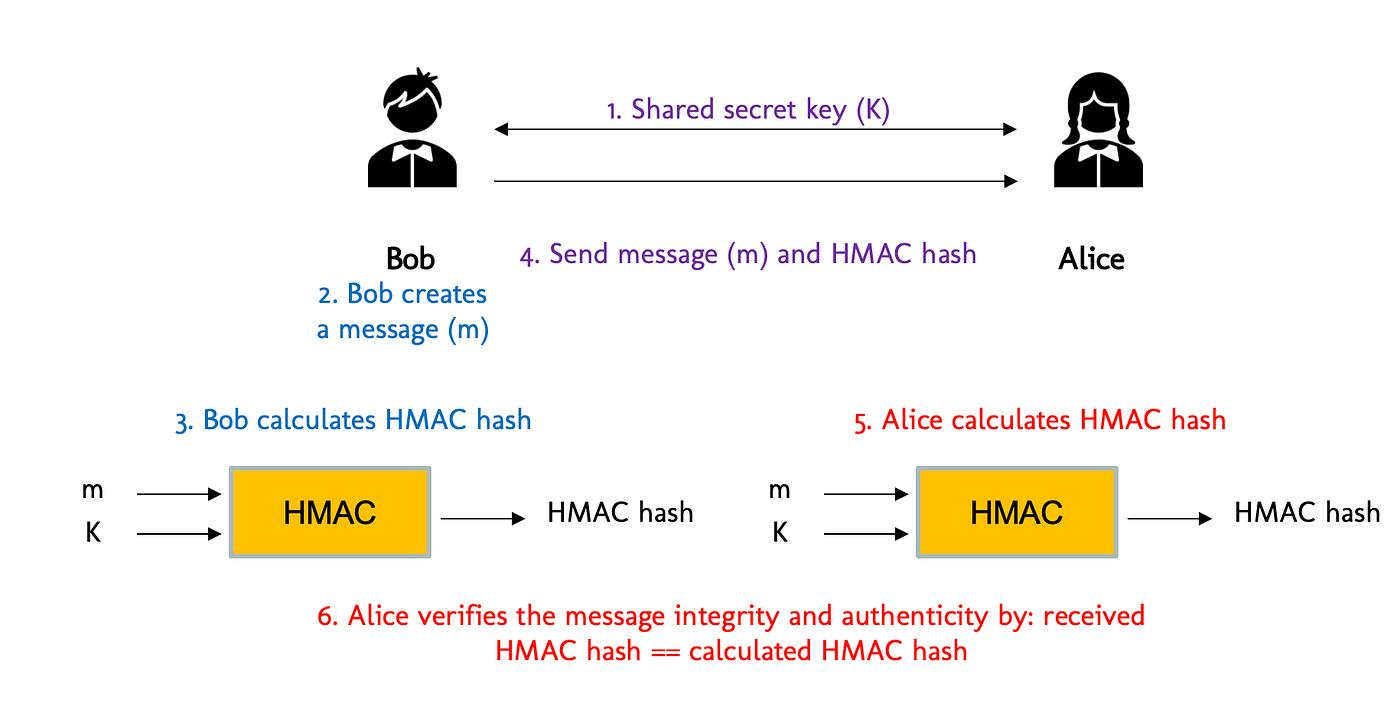 1. Shared secret key (K)
Bob
4. Send message (m) and HMAC hash
Alice
2. Bob creates
a message (m)
3. Bob calculates HMAC hash
5. Alice calculates HMAC hash
m
K
HMAC
HMAC hash
m
K
HMAC
HMAC hash
6. Alice verifies the message integrity and authenticity by: received
HMAC hash == calculated HMAC hash